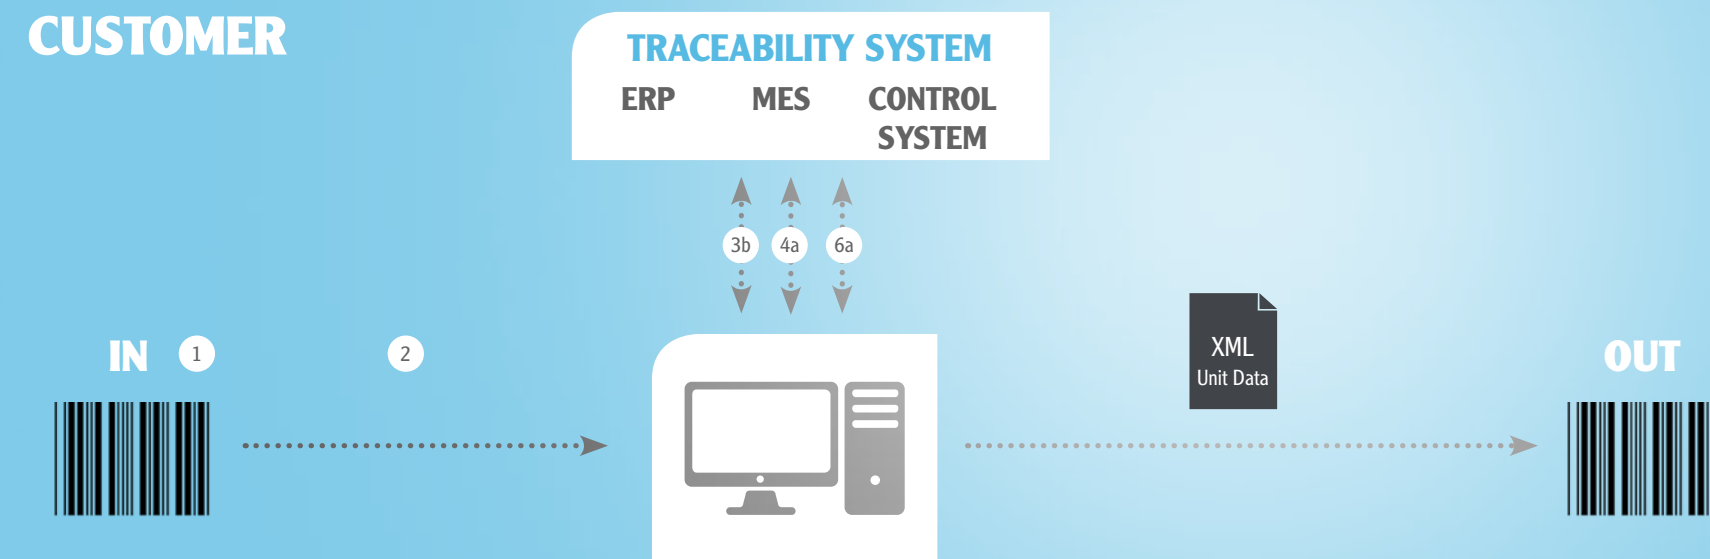 CUSTOMER
TRACEABILITY SYSTEM
ERP MES CONTROL
SYSTEM
3b 4a 6a
IN 1 2
XML
Unit Data
OUT